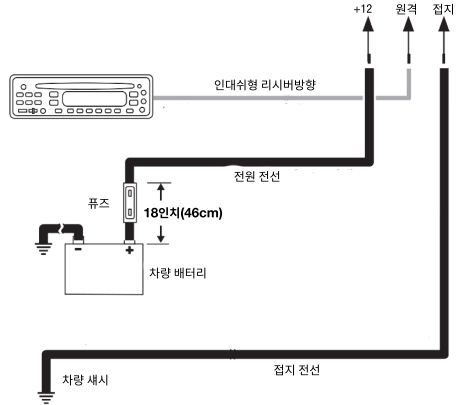 +12 원격 접지
인대쉬형 리시버방향
전원 전선
퓨즈
18인치(46cm)
- +
차량 배터리
접지 전선
차량 섀시